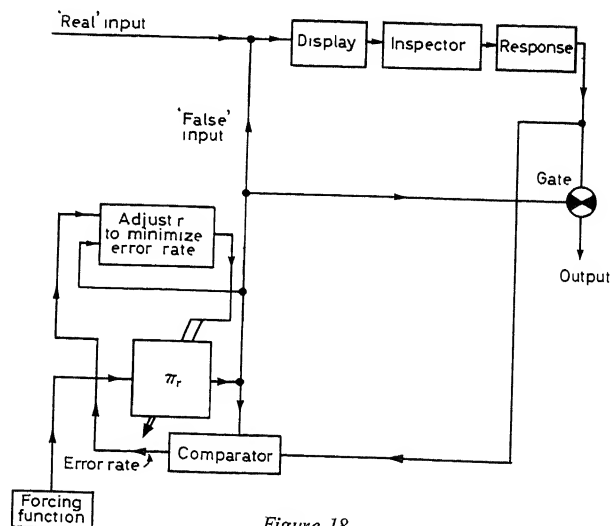 'Real' input
Display
Inspector
Response
'False'
input
Gate
Output
Adjust r
to minimize
error rate
πr
Comparator
Error rate
Forcing
function
Figure 18